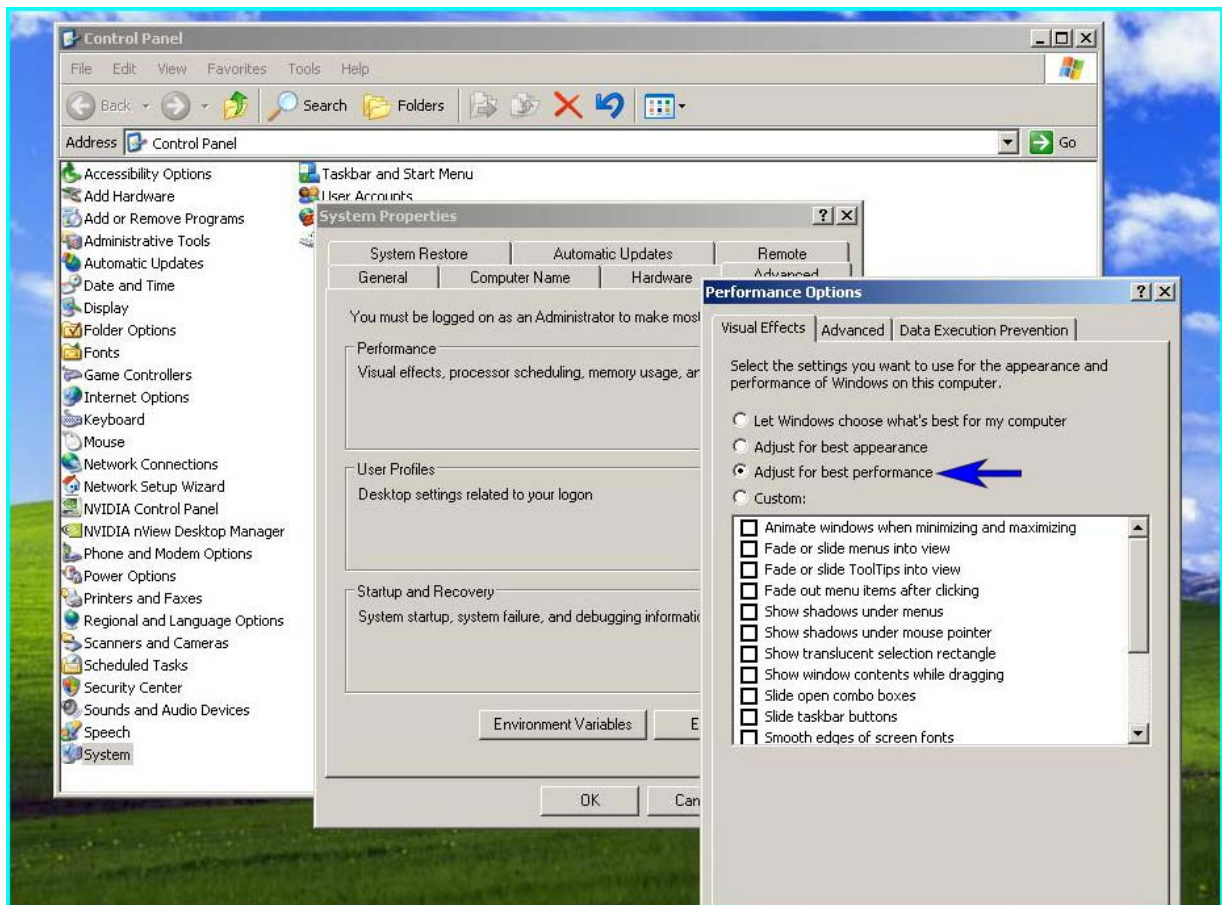 Control Panel
File Edit View Favorites Tools Help
Back Search Folders
Address Control Panel Go
Accessibility Options
Add Hardware
Add or Remove Programs
Administrative Tools
Automatic Updates
Date and Time
Display
Folder Options
Fonts
Game Controllers
Internet Options
Keyboard
Mouse
Network Connections
Network Setup Wizard
NVIDIA Control Panel
NVIDIA nView Desktop Manager
Phone and Modem Options
Power Options
Printers and Faxes
Regional and Language Options
Scanners and Cameras
Scheduled Tasks
Security Center
Sounds and Audio Devices
Speech
System
Taskbar and Start Menu
User Accounts
System Properties
System Restore Automatic Updates Remote
General Computer Name Hardware Advanced
You must be logged on as an Administrator to make most
Performance
Visual effects, processor scheduling, memory usage,
User Profiles
Desktop settings related to your logon
Startup and Recovery
System startup, system failure, and debugging
Environment Variables E
OK Can
Performance Options
Visual Effects Advanced Data Execution Prevention
Select the settings you want to use for the appearance and
performance of Windows on this computer.
Let Windows choose what's best for my computer
Adjust for best appearance
Adjust for best performance
Custom:
Animate windows when minimizing and maximizing
Fade or slide menus into view
Fade or slide ToolTips into view
Fade out menu items after clicking
Show shadows under menus
Show shadows under mouse pointer
Show translucent selection rectangle
Show window contents while dragging
Slide open combo boxes
Slide taskbar buttons
Smooth edges of screen fonts